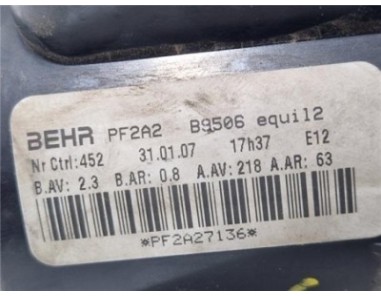 BEHR PF2A2 B9506 equil2
Nr Ctrl:452 31.01.07 17h37 E12
B.AV: 2.3 B.AR: 0.8 A.AV: 218 A.AR: 63
*PF2A27136*